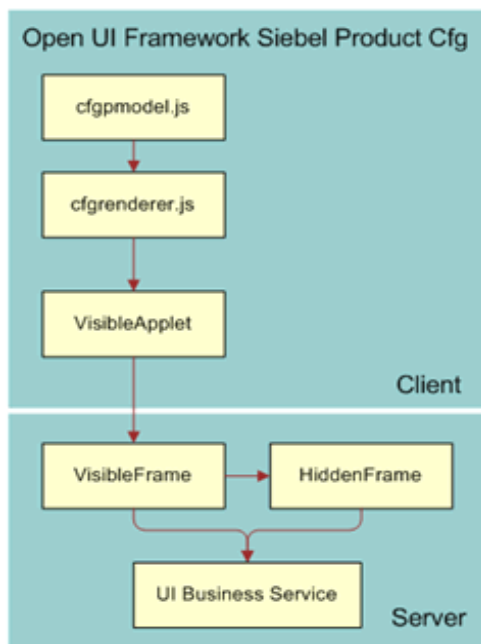 Open UI Framework Siebel Product Cfg
cfgpmodel.js
cfgrenderer.js
VisibleApplet
Client
VisibleFrame
HiddenFrame
UI Business Service
Server